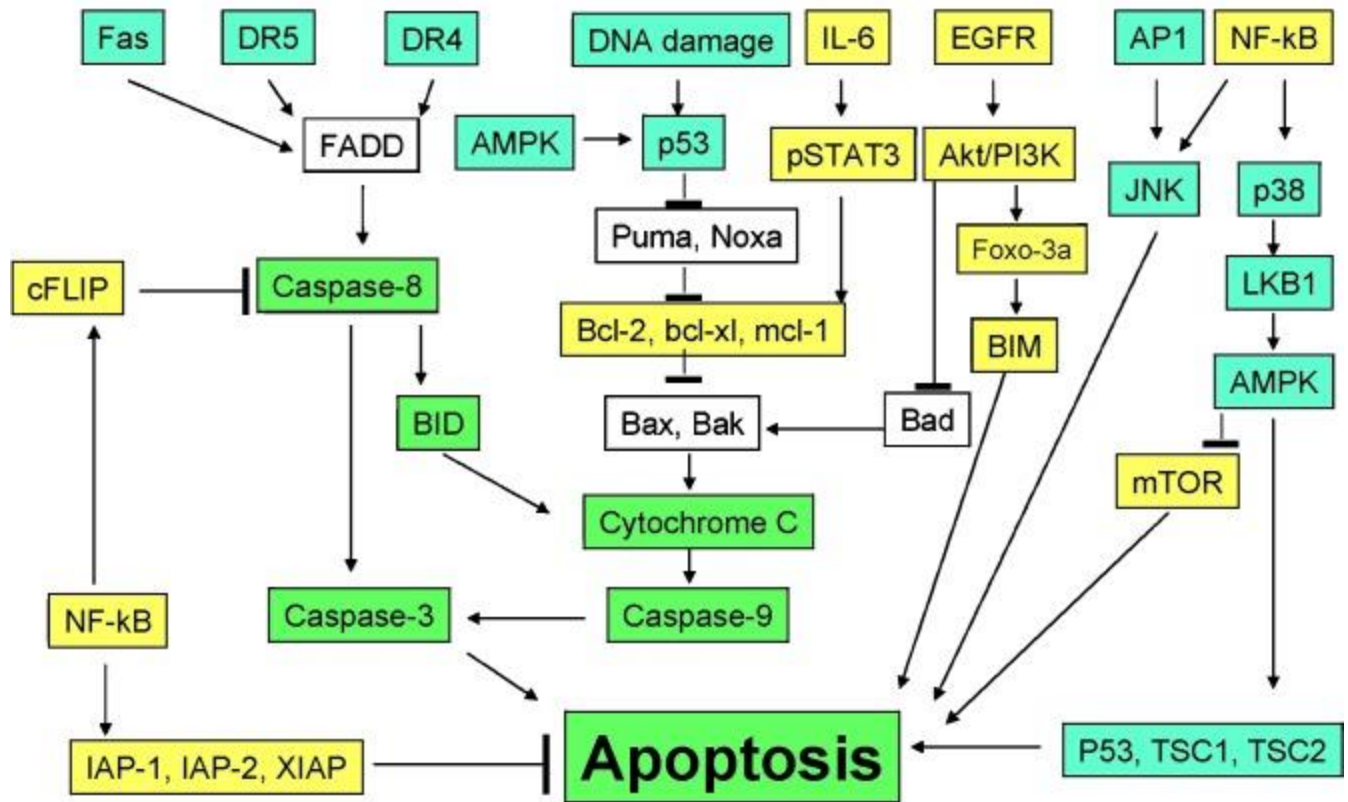 Fas
DR5
DR4
DNA damage
IL-6
EGFR
AP1
NF-kB
FADD
AMPK
p53
pSTAT3
Akt/PI3K
JNK
p38
Puma, Noxa
Foxo-3a
cFLIP
Caspase-8
LKB1
Bcl-2, bcl-xl, mcl-1
BIM
AMPK
BID
Bax, Bak
Bad
mTOR
Cytochrome C
NF-kB
Caspase-3
Caspase-9
IAP-1, IAP-2, XIAP
Apoptosis
P53, TSC1, TSC2